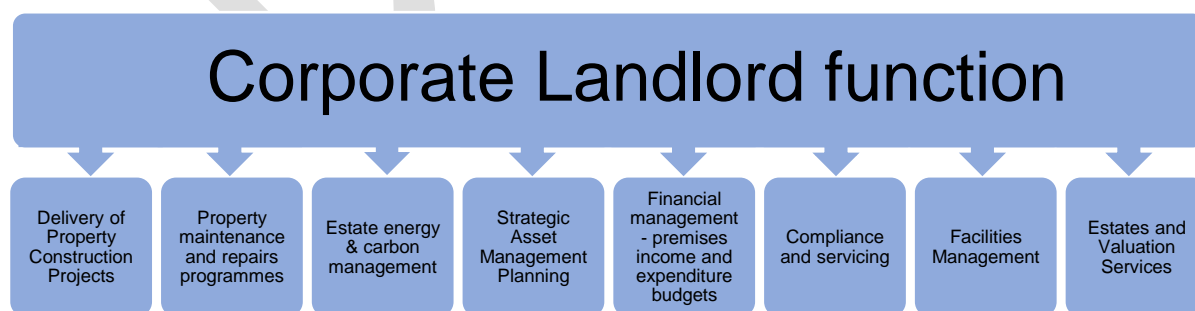 Corporate Landlord function
Delivery of
Property
Construction
Projects
Property
maintenance
and repairs
programmes
Estate energy
& carbon
management
Strategic
Asset
Management
Planning
Financial
management
- premises
income and
expenditure
budgets
Compliance
and servicing
Facilities
Management
Estates and
Valuation
Services